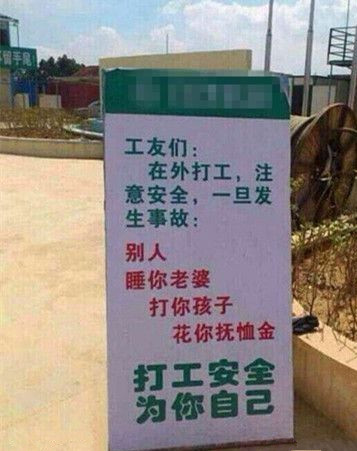 工友们：
在外打工，注
意安全，一旦发
生事故：
别人
睡你老婆
打你孩子
花你抚恤金
打工安全
为你自己